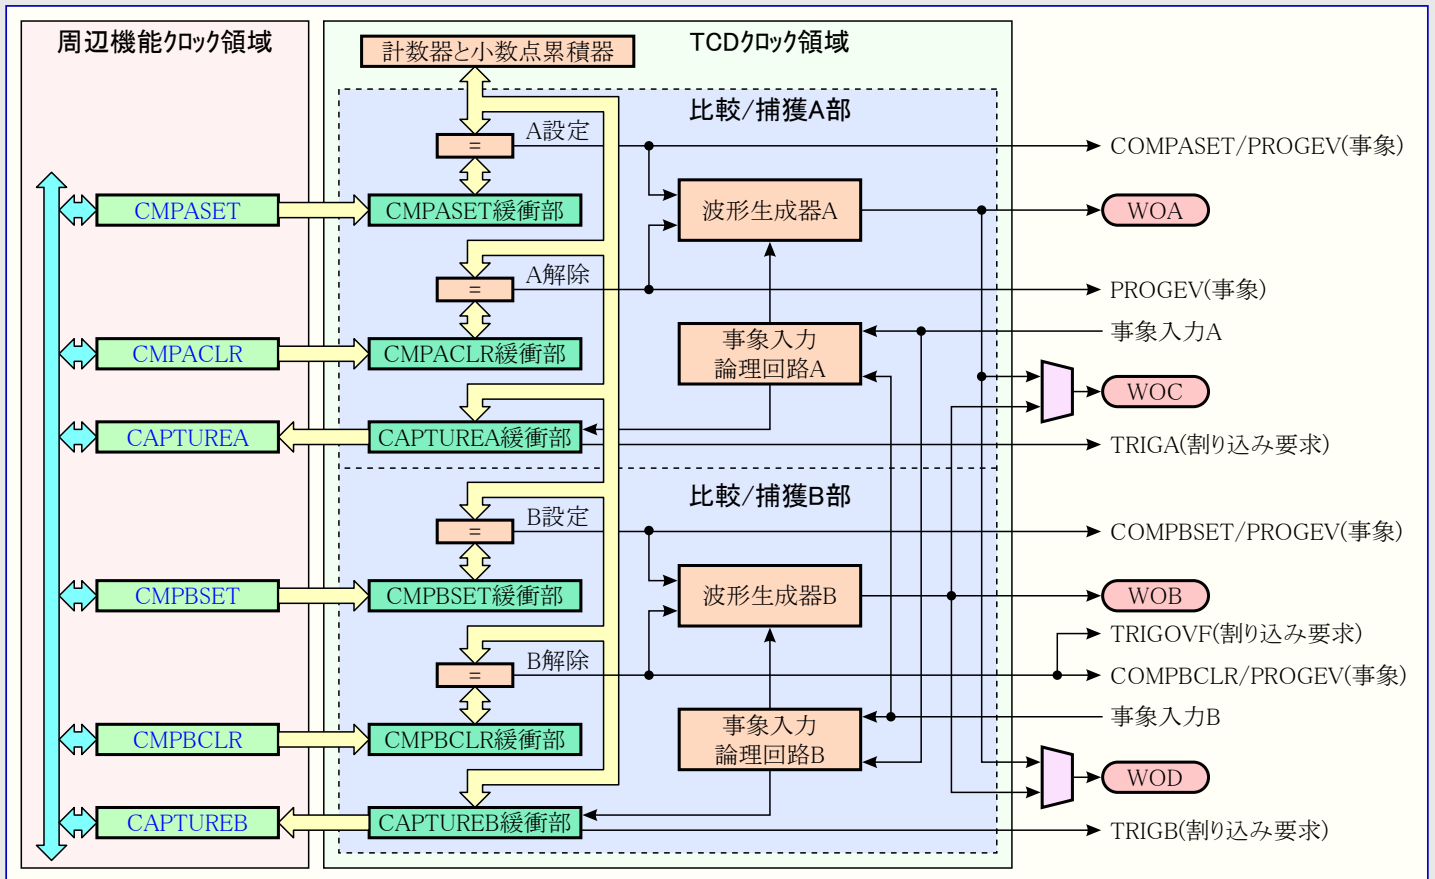 周辺機能クロック領域
TCDクロック領域
計数器と小数点累積器
比較/捕獲A部
=
A設定
COMPASET/PROGEV(事象)
CMPASET
CMPASET緩衝部
波形生成器A
WOA
=
A解除
PROGEV(事象)
CMPACLR
CMPACLR緩衝部
事象入力
論理回路A
事象入力A
WOC
CAPTUREA
CAPTUREA緩衝部
TRIGA(割り込み要求)
比較/捕獲B部
=
B設定
COMPBSET/PROGEV(事象)
CMPBSET
CMPBSET緩衝部
波形生成器B
WOB
TRIGOVF(割り込み要求)
=
B解除
COMPBCLR/PROGEV(事象)
CMPBCLR
CMPBCLR緩衝部
事象入力
論理回路B
事象入力B
WOD
CAPTUREB
CAPTUREB緩衝部
TRIGB(割り込み要求)